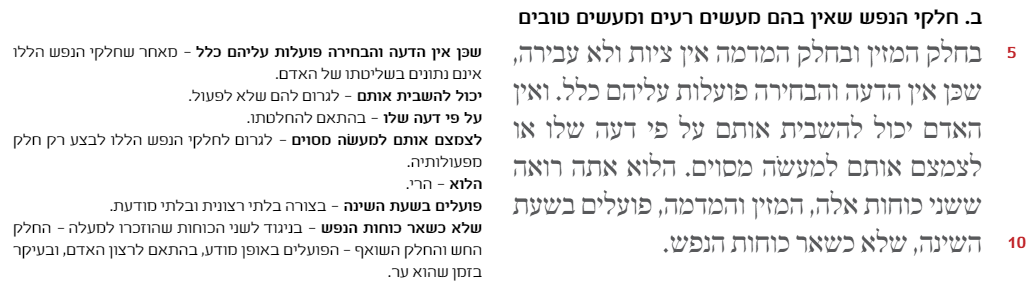 ב. חלקי הנפש שאין בהם מעשים רעים ומעשים טובים
5 בחלק המזין ובחלק המדמה אין ציות ולא עבירה,
שכן אין הדעה והבחירה פועלות עליהם כלל. ואין
האדם יכול להשבית אותם על פי דעה שלו או
לצמצם אותם למעשׂה מסוים. הלוא אתה רואה
ששני כוחות אלה, המזין והמדמה, פועלים בשעת
10 השינה, שלא כשאר כוחות הנפש.
שכּן אין הדעה והבחירה פועלות עליהם כלל – מאחר שחלקי הנפש הללו
אינם נתונים בשליטתו של האדם.
יכול להשבית אותם – לגרום להם שלא לפעול.
על פי דעה שלו – בהתאם להחלטתו.
לצמצם אותם למעשׂה מסוים – לגרום לחלקי הנפש הללו לבצע רק חלק
מפעולותיה.
הלוא – הרי.
פועלים בשעת השינה – בצורה בלתי רצונית ובלתי מודעת.
שלא כשאר כוחות הנפש – בניגוד לשני הכוחות שהוזכרו למעלה – החלק
החש והחלק השואף – הפועלים באופן מודע, בהתאם לרצון האדם, ובעיקר
בזמן שהוא ער.